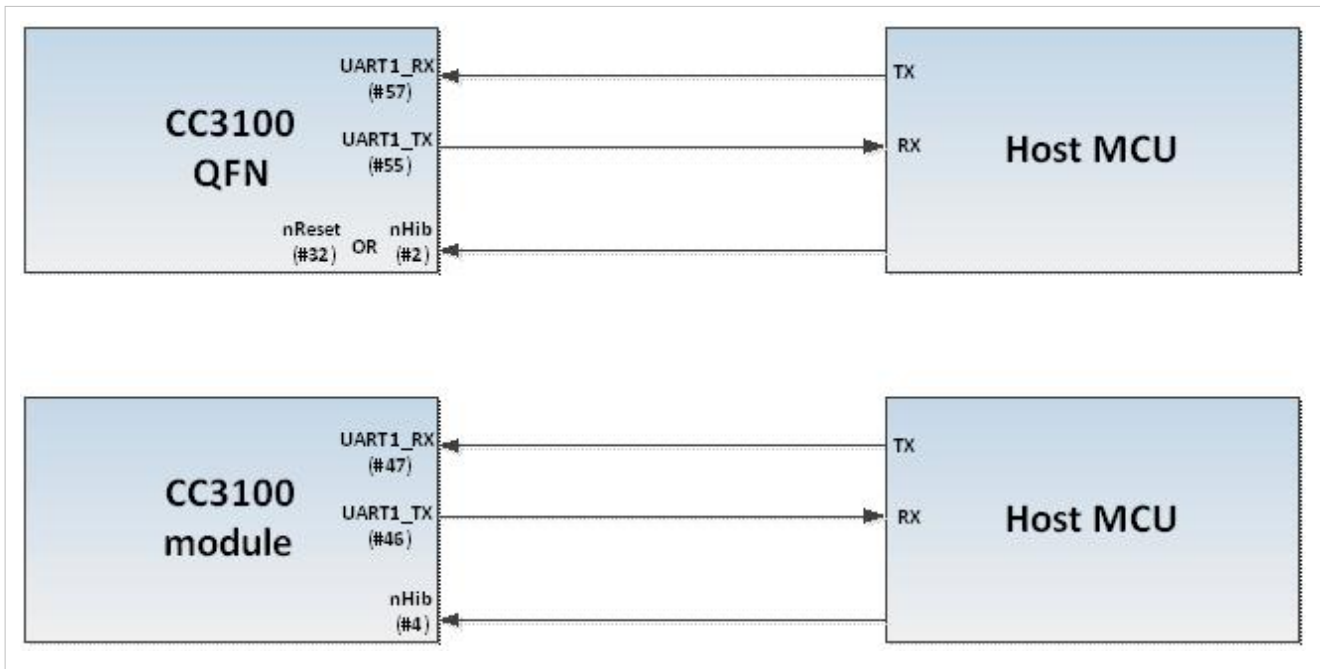 UART1_RX
(#57)
TX
CC3100
QFN
UART1_TX
(#55)
RX
Host MCU
nReset
(#32)
OR
nHib
(#2)
UART1_RX
(#47)
TX
CC3100
module
UART1_TX
(#46)
RX
Host MCU
nHib
(#4)